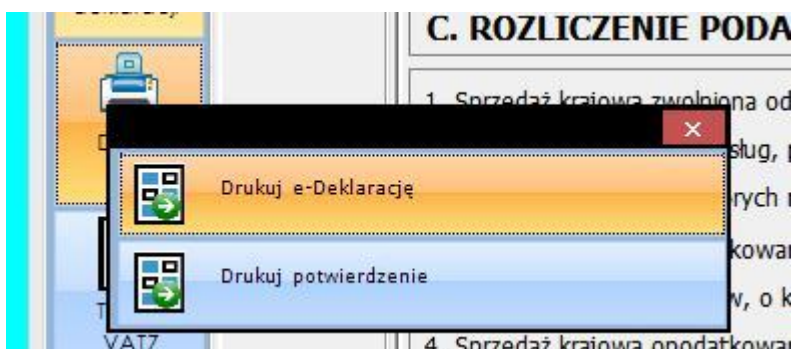 C. ROZLICZENIE PODA
1. Sprzedaż krajowa zwolniona od
sług, p
Drukuj e-Deklarację
rych
kowa
Drukuj potwierdzenie
w, o k
VAT7
4. Sprzedaż krajowa opodatkowa